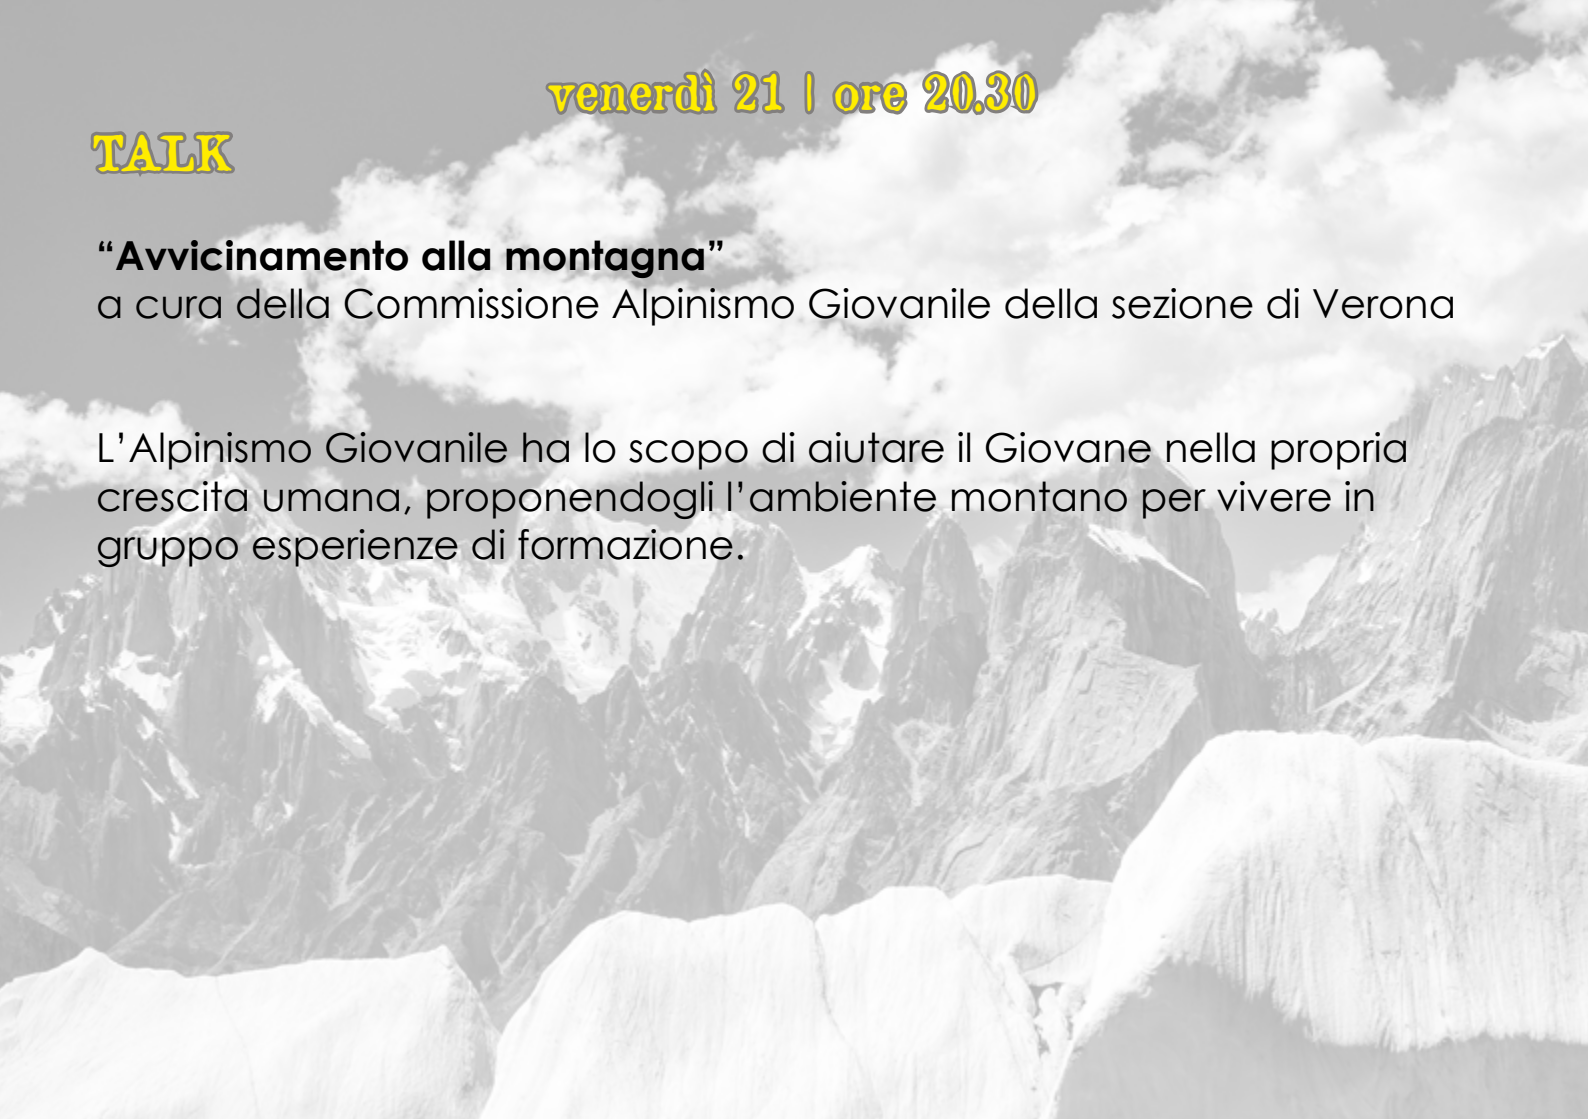 venerdì 21 | ore 20.30
TALK
“Avvicinamento alla montagna”
a cura della Commissione Alpinismo Giovanile della sezione di Verona
L’Alpinismo Giovanile ha lo scopo di aiutare il Giovane nella propria
crescita umana, proponendogli l’ambiente montano per vivere in
gruppo esperienze di formazione.